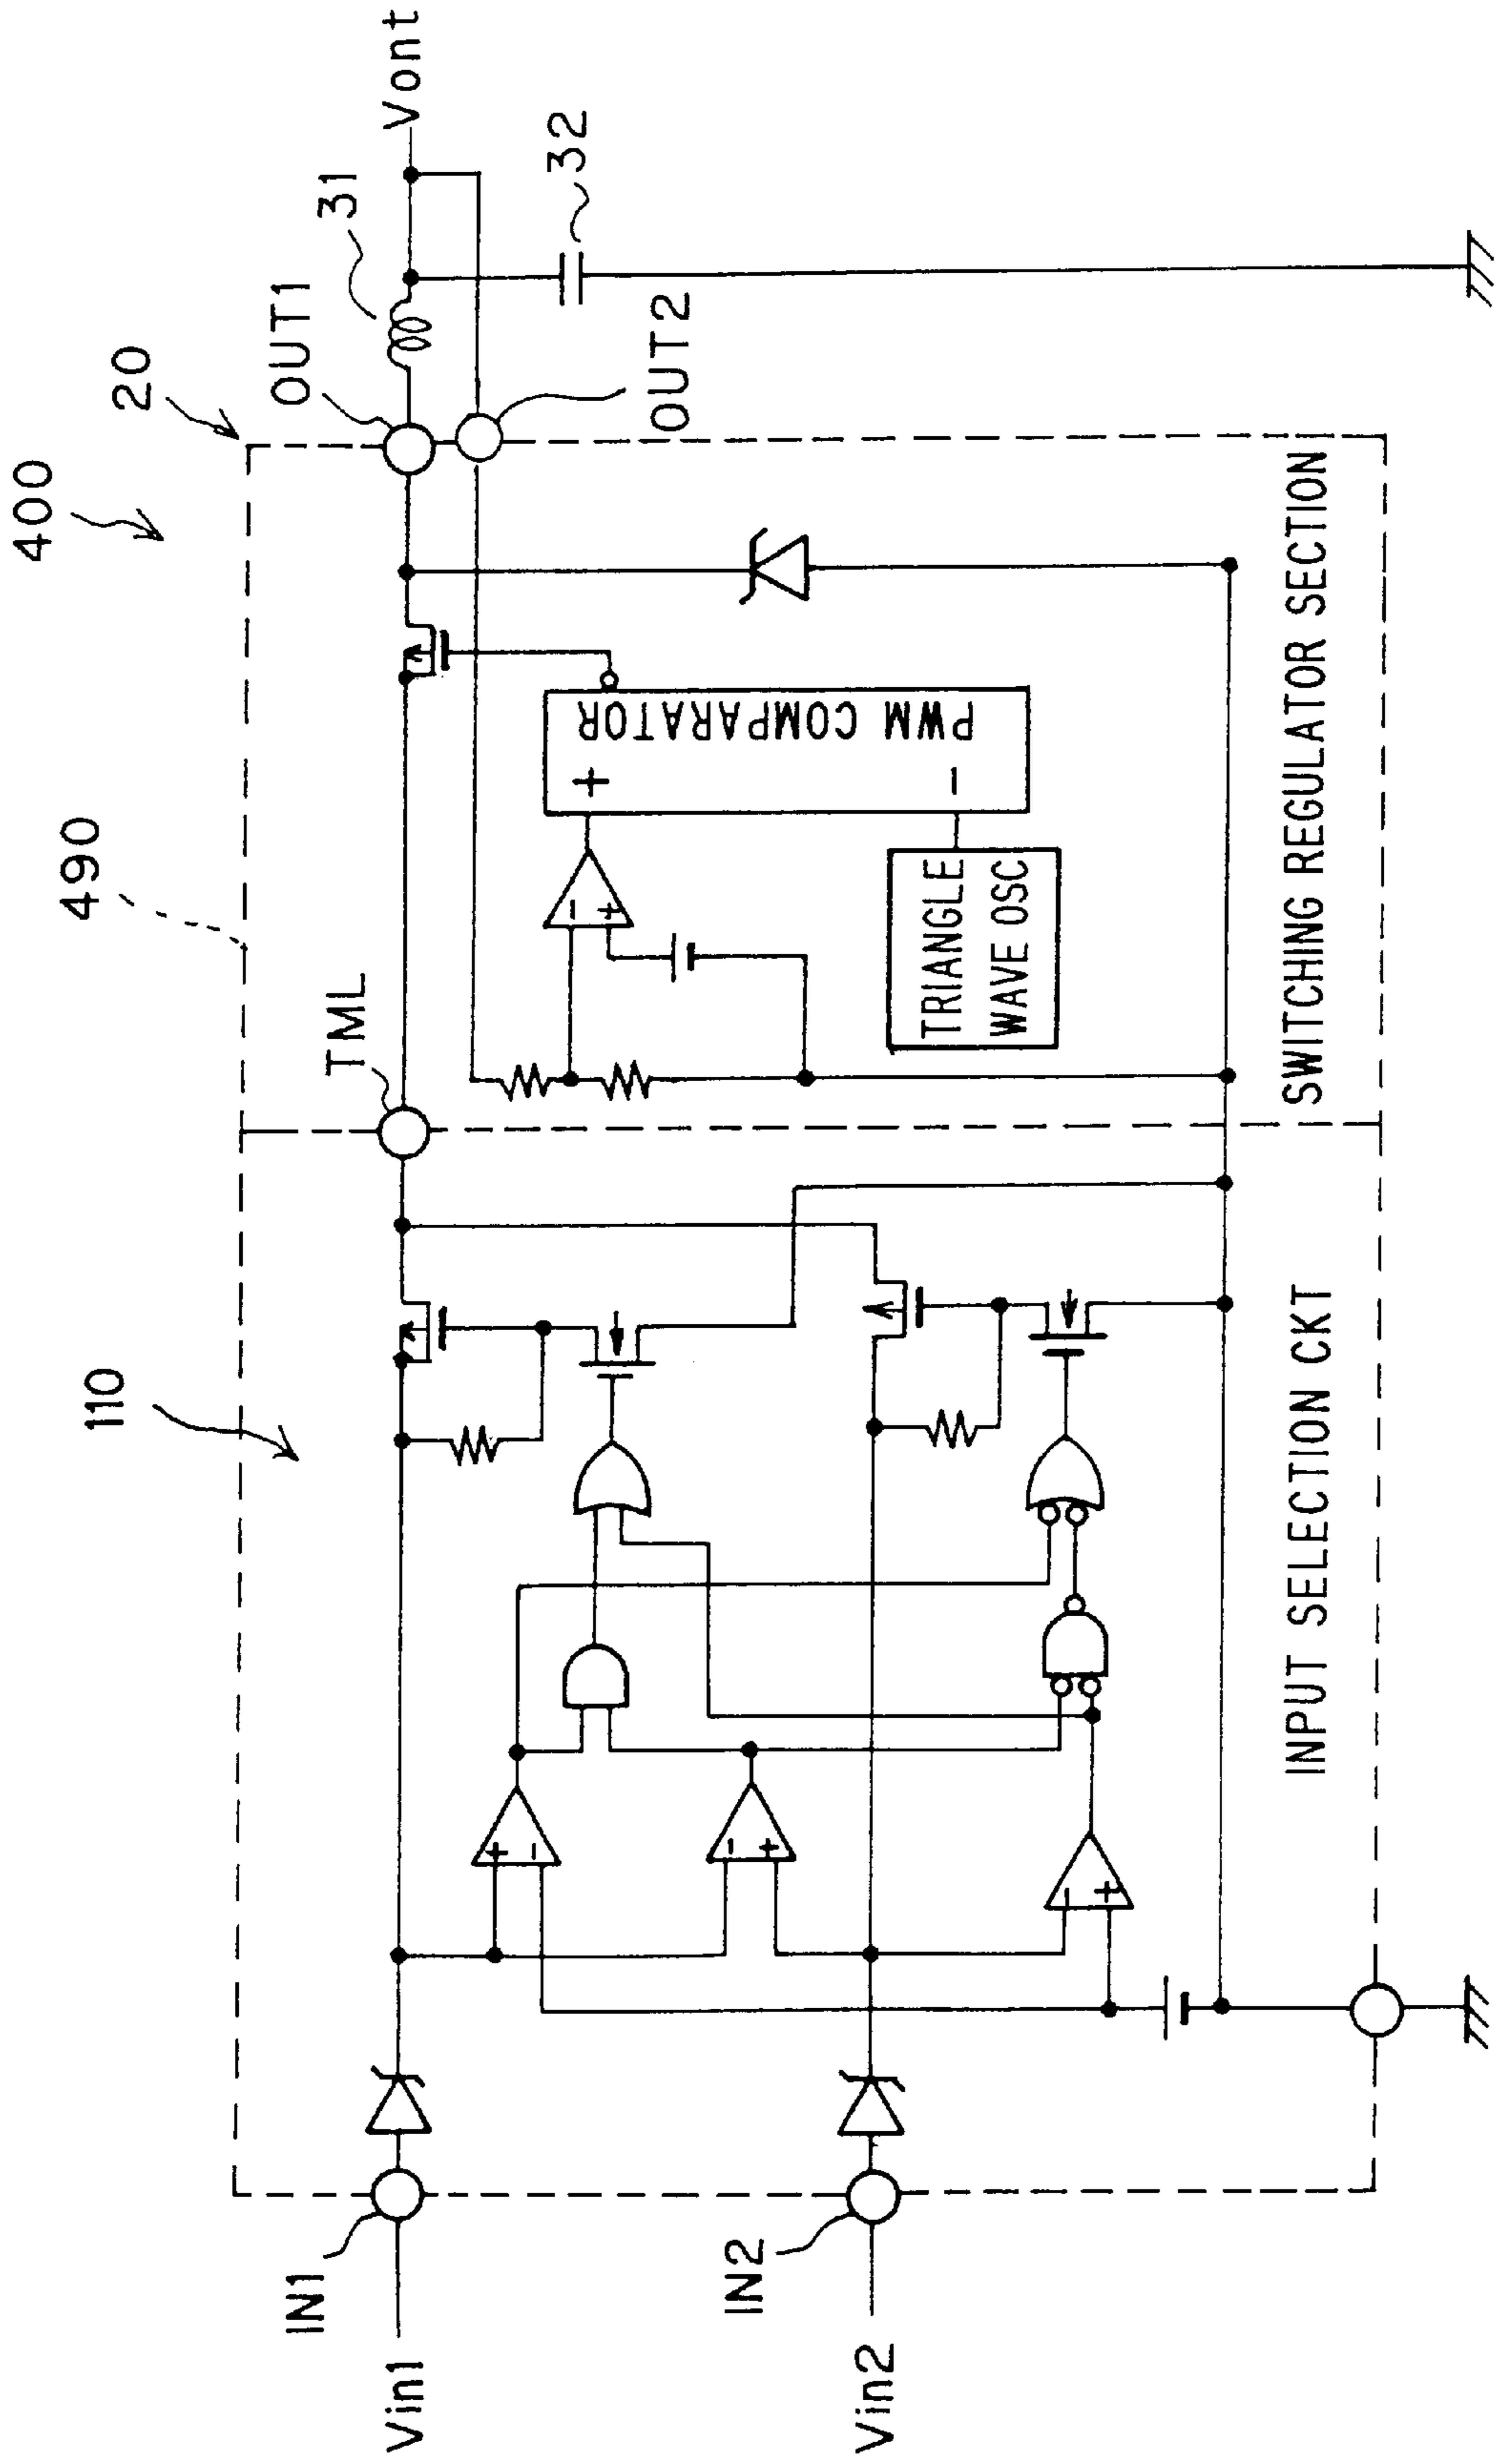 400
490
20
110
TML
OUT1
31
Vont
32
OUT2
IN1
Vin1
IN2
Vin2
+
-
-
+
-
+
-
+
+
-
PWM COMPARATOR
TRIANGLE
WAVE OSC
INPUT SELECTION CKT
SWITCHING REGULATOR SECTION